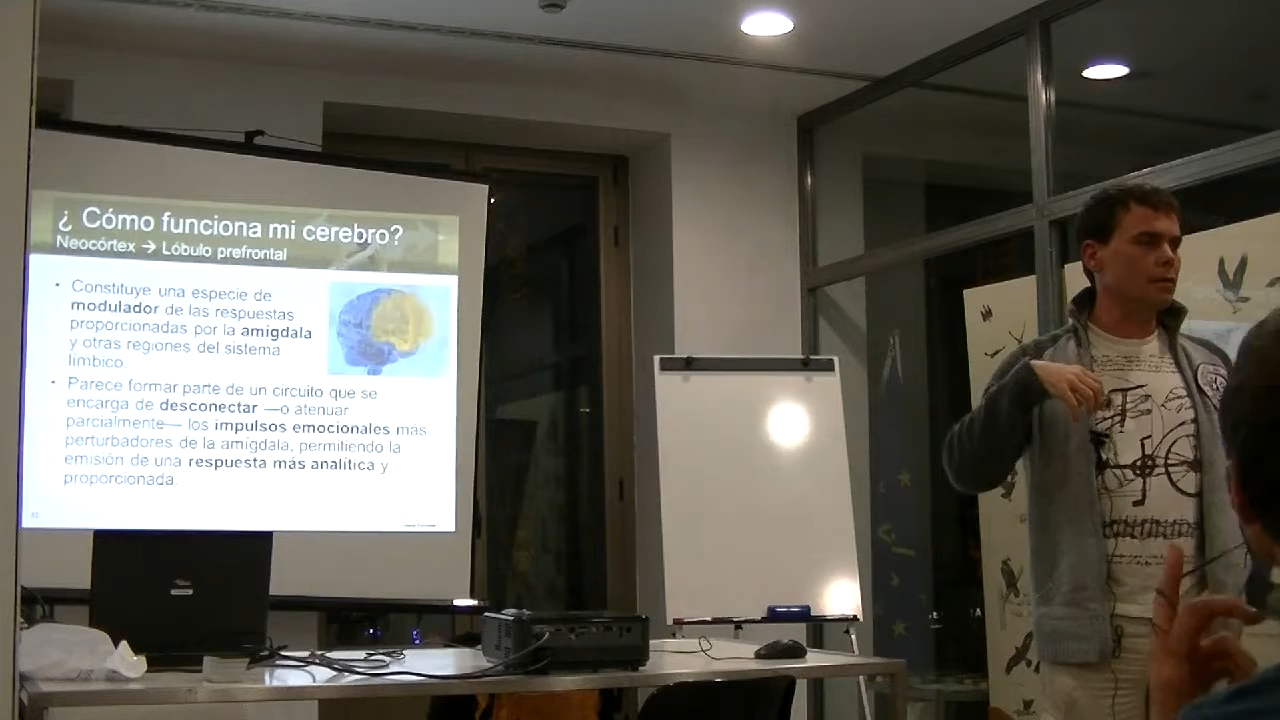 ¿ Cómo funciona mi cerebro?
Neocórtex → Lóbulo prefrontal
• Constituye una especie de
modulador de las respuestas
proporcionadas por la amígdala
y otras regiones del sistema
límbico.
• Parece formar parte de un circuito que se
encarga de desconectar —o atenuar
parcialmente— los impulsos emocionales más
perturbadores de la amígdala, permitiendo la
emisión de una respuesta más analítica y
proporcionada.